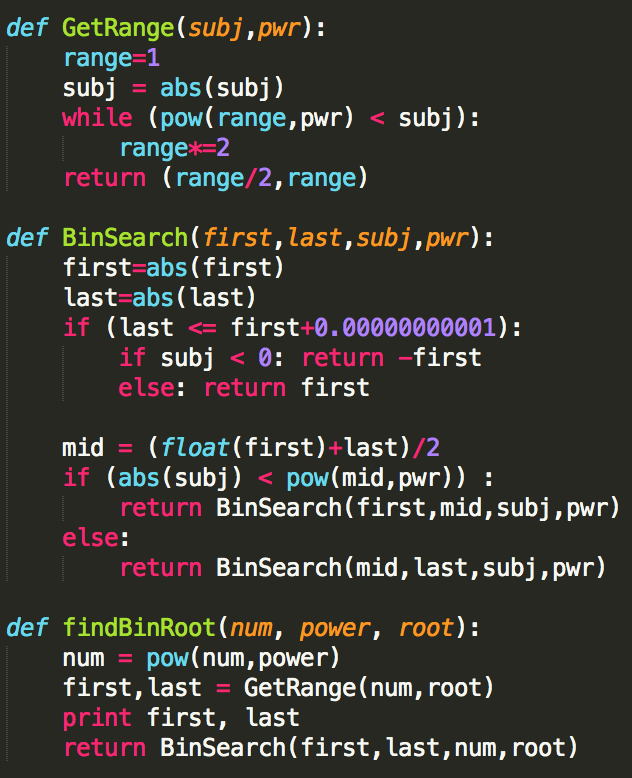 def GetRange(subj,pwr):
    range=1
    subj = abs(subj)
    while (pow(range,pwr) < subj):
        range*=2
    return (range/2,range)

def BinSearch(first,last,subj,pwr):
    first=abs(first)
    last=abs(last)
    if (last <= first+0.00000000001):
        if subj < 0: return -first
        else: return first

    mid = (float(first)+last)/2
    if (abs(subj) < pow(mid,pwr)) :
        return BinSearch(first,mid,subj,pwr)
    else:
        return BinSearch(mid,last,subj,pwr)

def findBinRoot(num, power, root):
    num = pow(num,power)
    first,last = GetRange(num,root)
    print first, last
    return BinSearch(first,last,num,root)